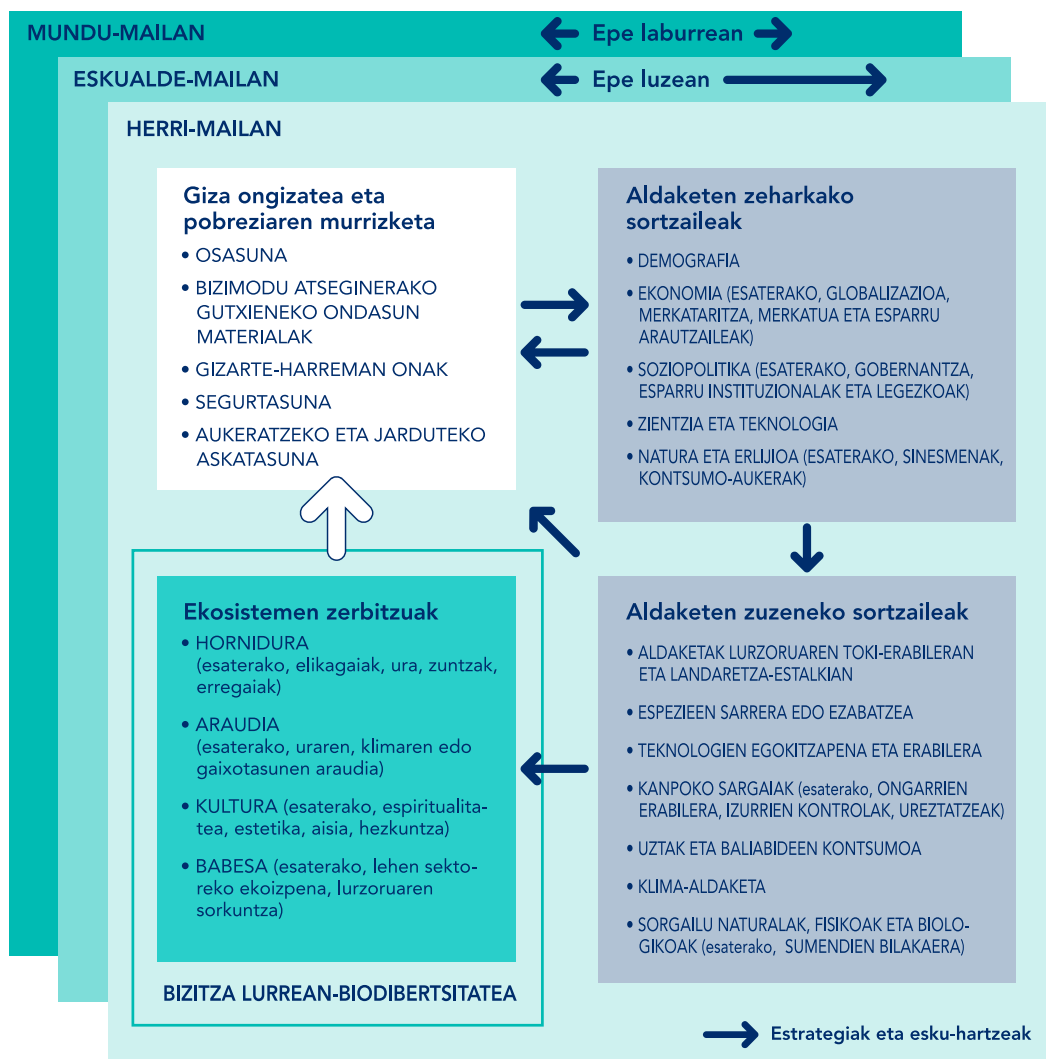 MUNDU-MAILAN
Epe laburrean
ESKUALDE-MAILAN
Epe luzean
HERRI-MAILAN
Giza ongizatea eta
pobreziaren murrizketa
• OSASUNA
• BIZIMODU ATSEGINERAKO
GUTXIENEKO ONDASUN
MATERIALAK
• GIZARTE-HARREMAN ONAK
• SEGURTASUNA
• AUKERATZEKO ETA JARDUTEKO
ASKATASUNA
Aldaketen zeharkako
sortzaileak
• DEMOGRAFIA
• EKONOMIA (ESATERAKO, GLOBALIZAZIOA,
MERKATARITZA, MERKATUA ETA ESPARRU
ARAUTZAILEAK)
• SOZIOPOLITIKA (ESATERAKO, GOBERNANTZA,
ESPARRU INSTITUZIONALAK ETA LEGEZKOAK)
• ZIENTZIA ETA TEKNOLOGIA
• NATURA ETA ERLIJIOA (ESATERAKO, SINESMENAK,
KONTSUMO-AUKERAK)
Ekosistemen zerbitzuak
• HORNIDURA
(esaterako, elikagaiak, ura, zuntzak,
erregaiak)
• ARAUDIA
(esaterako, uraren, klimaren edo
gaixotasunen araudia)
• KULTURA (esaterako, espiritualita-
tea, estetika, aisia, hezkuntza)
• BABESA (esaterako, lehen sekto-
reko ekoizpena, lurzoruaren
sorkuntza)
BIZITZA LURREAN-BIODIBERTSITATEA
Aldaketen zuzeneko sortzaileak
• ALDAKETAK LURZORUAREN TOKI-ERABILERAN
ETA LANDARETZA-ESTALKIAN
• ESPEZIEEN SARRERA EDO EZABATZEA
• TEKNOLOGIEN EGOKITZAPENA ETA ERABILERA
• KANPOKO SARGAIAK (esaterako, ONGARRIEN
ERABILERA, IZURRIEN KONTROLAK, UREZTATZEAK)
• UZTAK ETA BALIABIDEEN KONTSUMOA
• KLIMA-ALDAKETA
• SORGAILU NATURALAK, FISIKOAK ETA BIOLO-
GIKOAK (esaterako, SUMENDIEN BILAKAERA)
Estrategiak eta esku-hartzeak